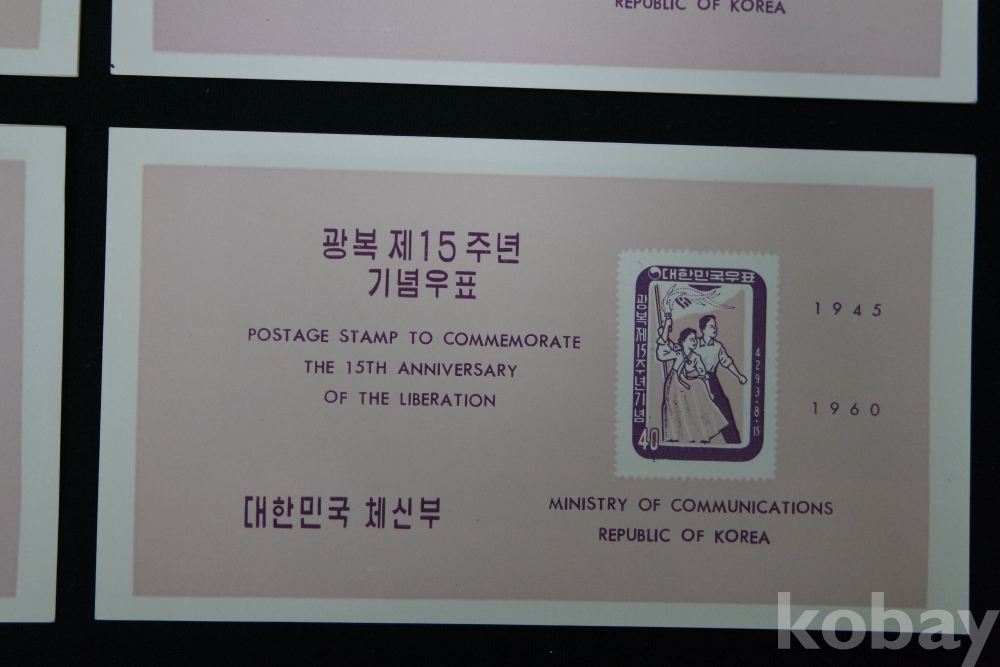 REPUBLIC OF KOREA
광복 제15주년
기념우표
POSTAGE STAMP TO COMMEMORATE
THE 15TH ANNIVERSARY
OF THE LIBERATION
대한민국 체신부
대한민국우표
광복제15주년기념
4293·8·15
40
1945
1960
MINISTRY OF COMMUNICATIONS
REPUBLIC OF KOREA
kobay